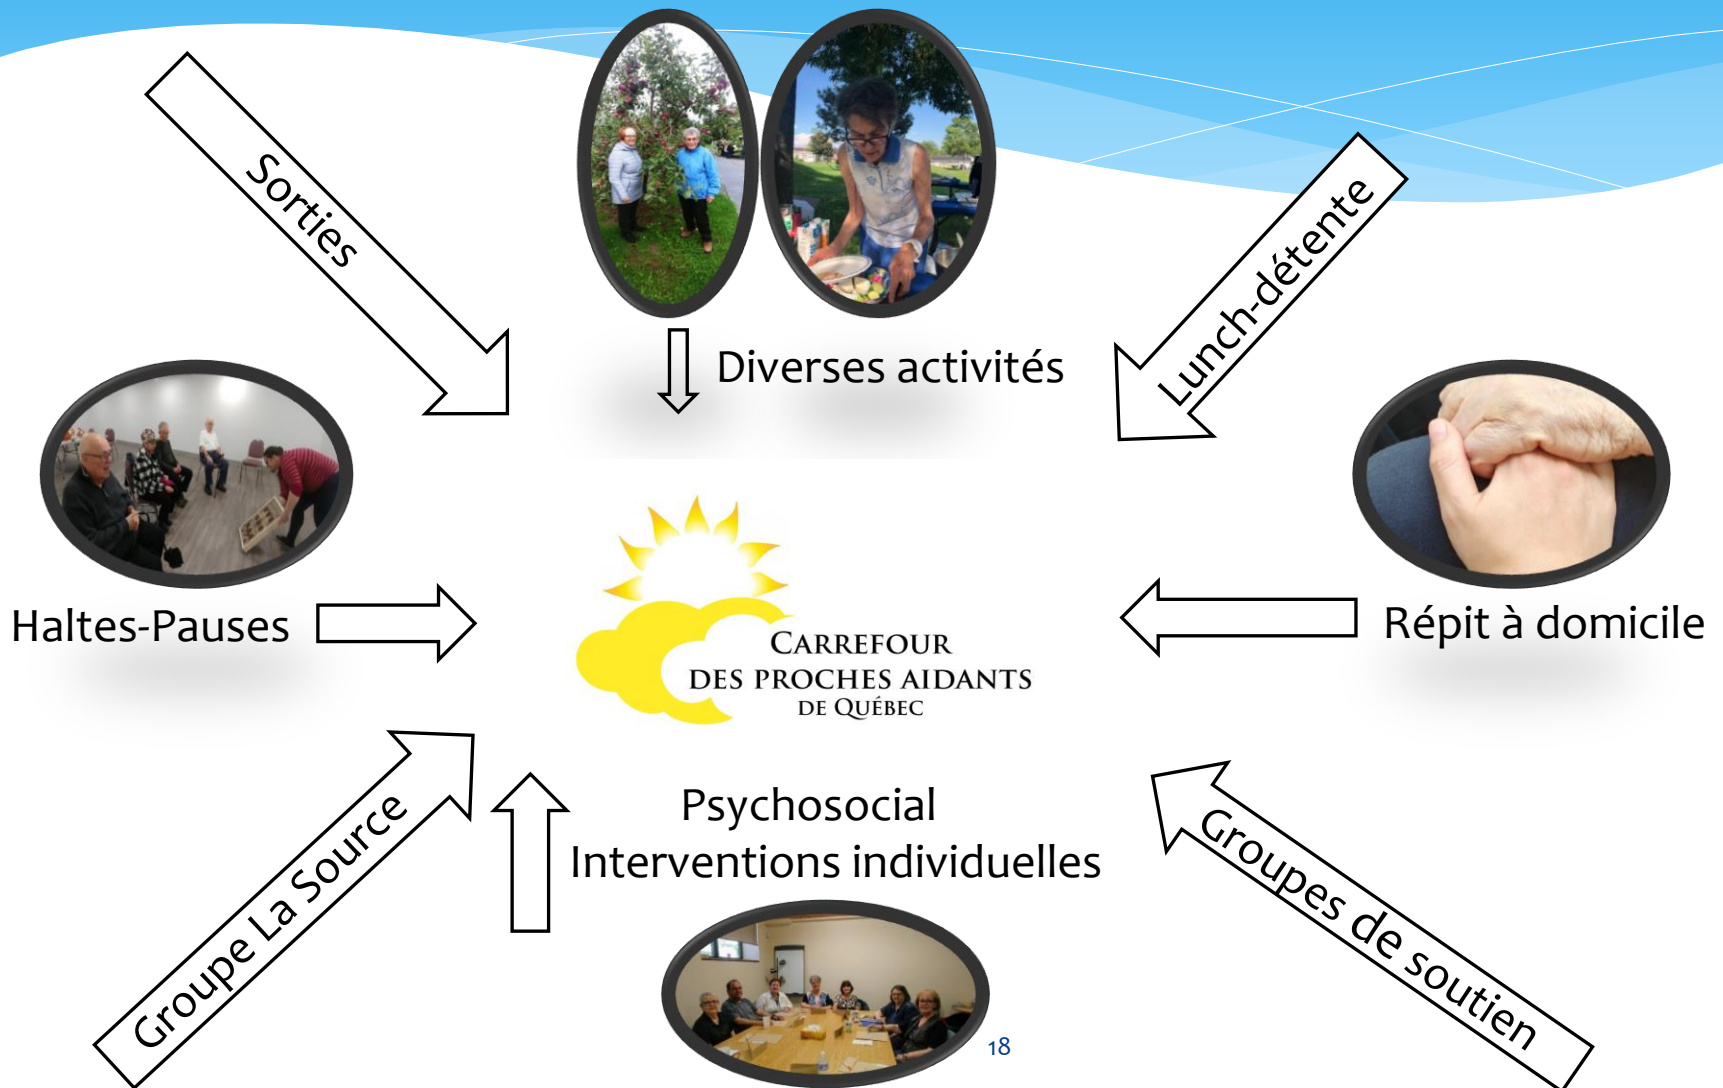 Sorties
Diverses activités
Lunch-détente
Haltes-Pauses
CARREFOUR
DES PROCHES AIDANTS
DE QUÉBEC
Répit à domicile
Groupe La Source
Psychosocial
Interventions individuelles
Groupes de soutien
18